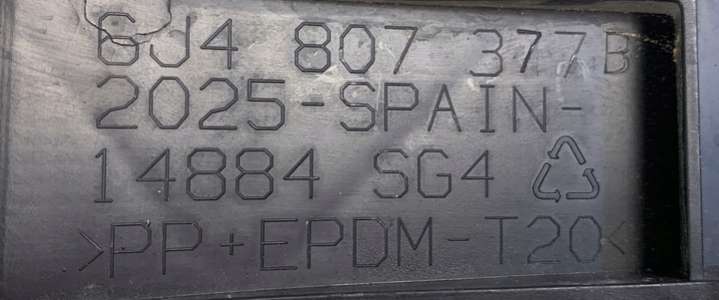 6J4 807 377B
2025-SPAIN-
14884 SG4
>PP+EPDM-T20<